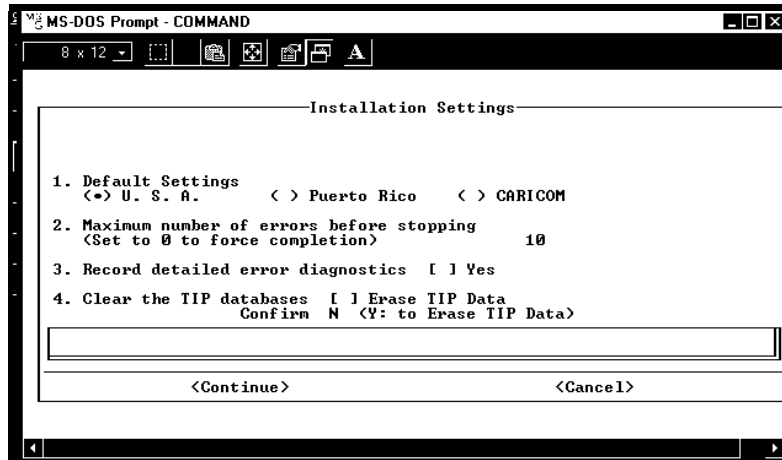 MS-DOS Prompt - COMMAND
8 x 12
A
Installation Settings
1. Default Settings
(•) U. S. A. ( ) Puerto Rico ( ) CARICOM
2. Maximum number of errors before stopping
(Set to 0 to force completion) 10
3. Record detailed error diagnostics [ ] Yes
4. Clear the TIP databases [ ] Erase TIP Data
Confirm N (Y: to Erase TIP Data)
<Continue> <Cancel>